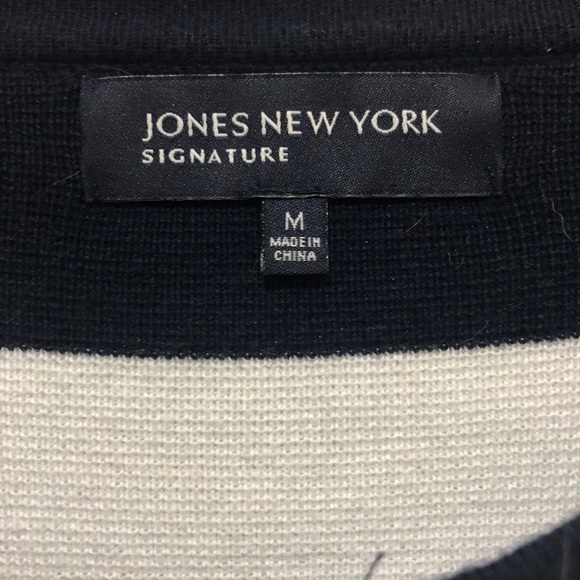 JONES NEW YORK
SIGNATURE
M
MADE IN
CHINA